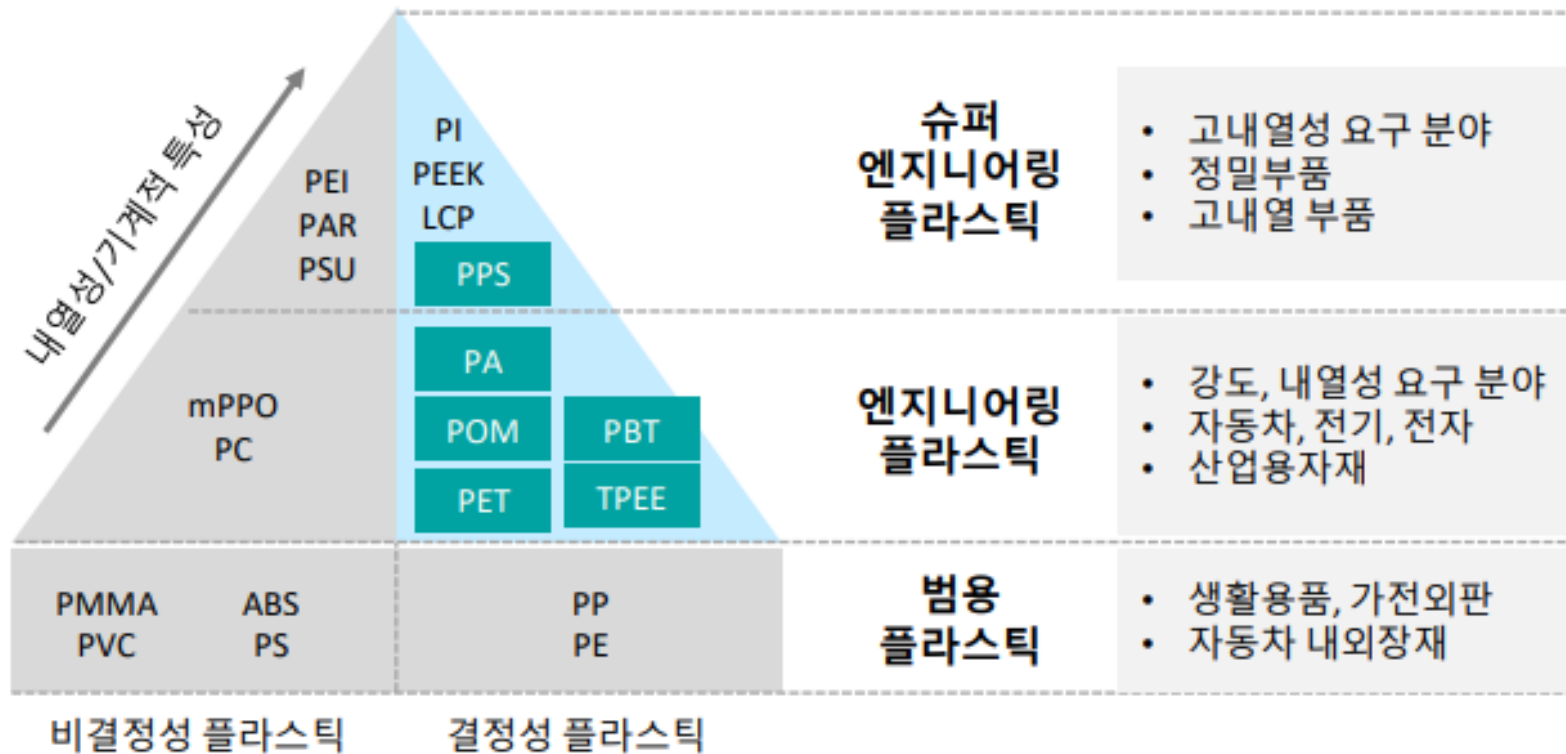 내열성/기계적 특성
PEI
PAR
PSU
PI
PEEK
LCP
PPS
슈퍼
엔지니어링
플라스틱
• 고내열성 요구 분야
• 정밀부품
• 고내열 부품
mPPO
PC
PA
POM
PET
PBT
TPEE
엔지니어링
플라스틱
• 강도, 내열성 요구 분야
• 자동차, 전기, 전자
• 산업용자재
PMMA
PVC
ABS
PS
PP
PE
범용
플라스틱
• 생활용품, 가전외판
• 자동차 내외장재
비결정성 플라스틱
결정성 플라스틱